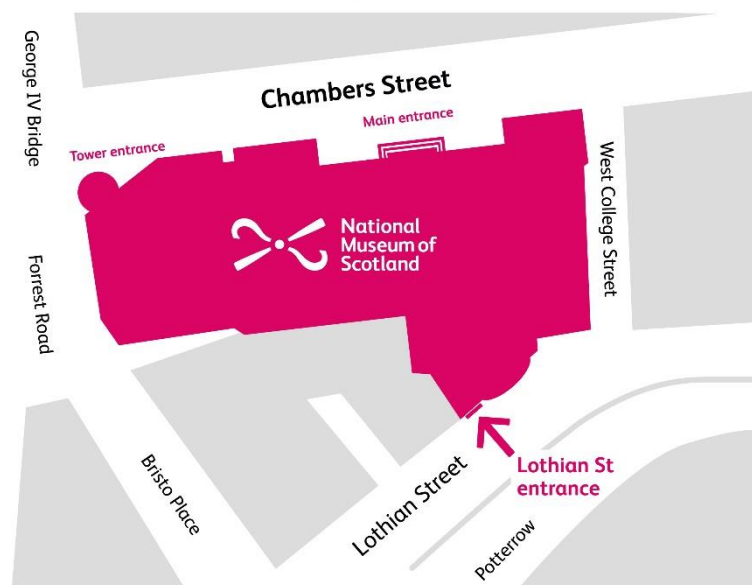 George IV Bridge
Chambers Street
Main entrance
Tower entrance
West College Street
National
Museum of
Scotland
Forrest Road
Bristo Place
Lothian Street
Lothian St
entrance
Potterrow